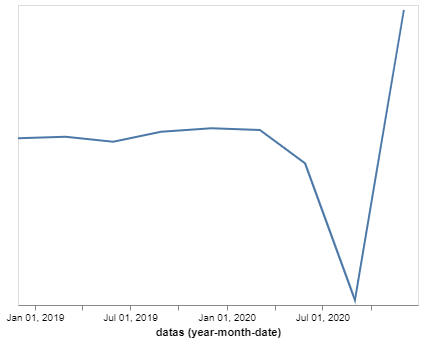 Jan 01, 2019 Jul 01, 2019 Jan 01, 2020 Jul 01, 2020
datas (year-month-date)